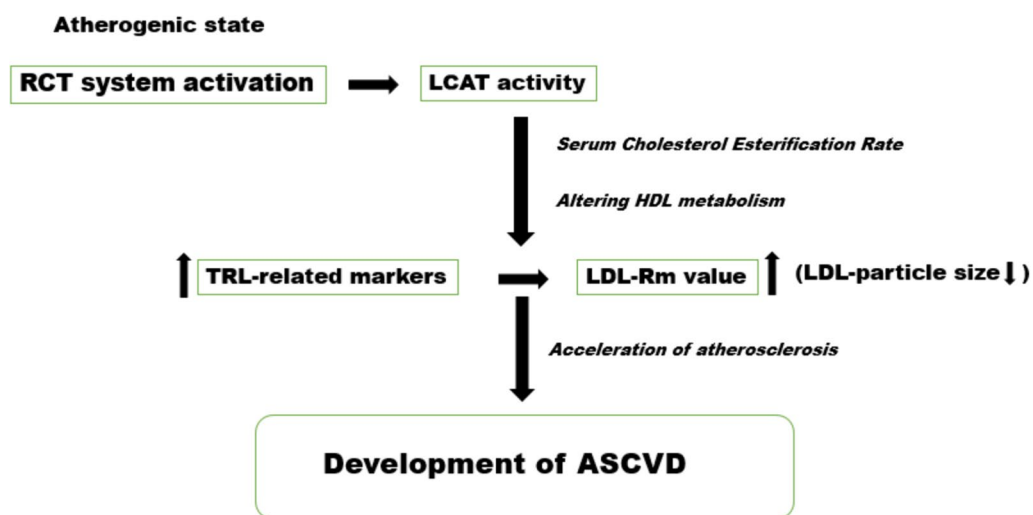 Atherogenic state
RCT system activation
LCAT activity
Serum Cholesterol Esterification Rate
Altering HDL metabolism
TRL-related markers
LDL-Rm value
(LDL-particle size⬇)
Acceleration of atherosclerosis
Development of ASCVD